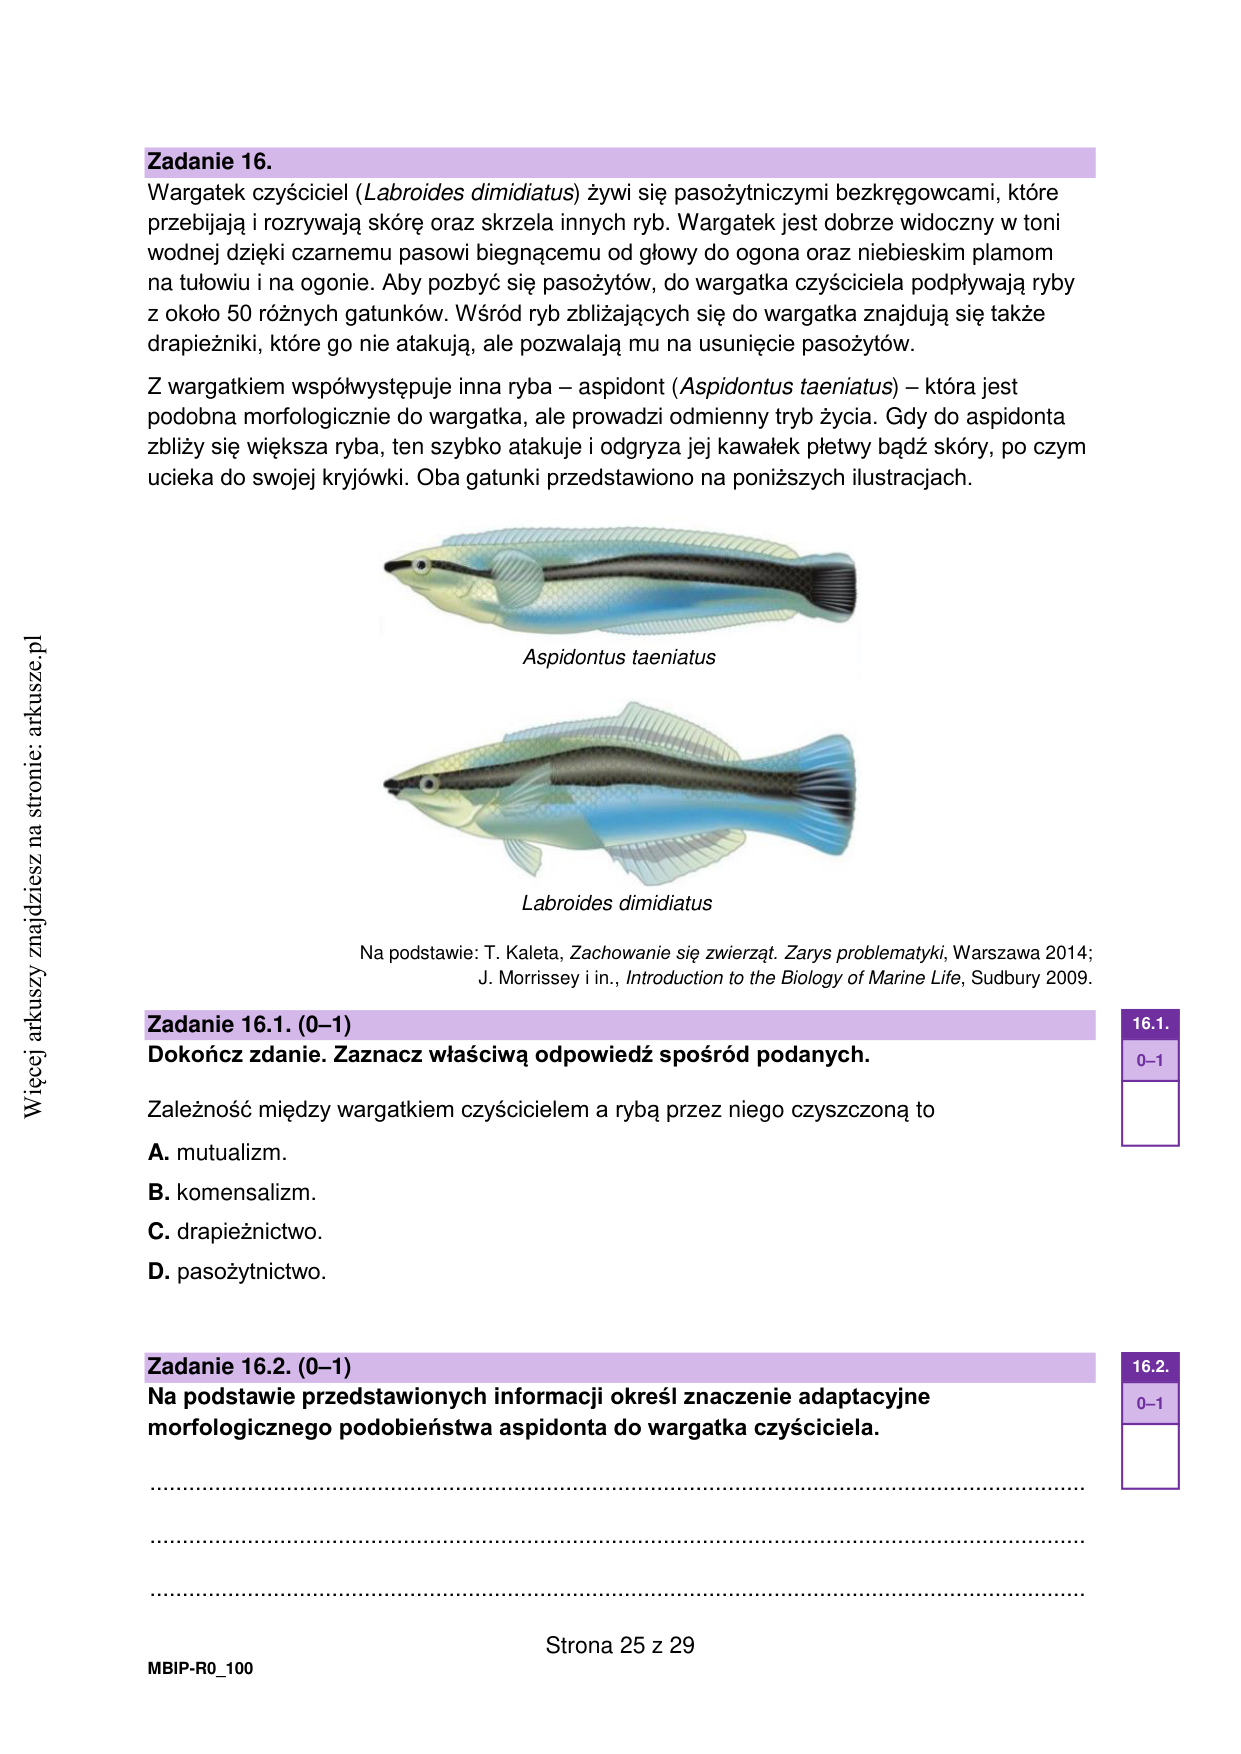 Zadanie 16.
Wargatek czyściciel (Labroides dimidiatus) żywi się pasożytniczymi bezkręgowcami, które
przebijają i rozrywają skórę oraz skrzela innych ryb. Wargatek jest dobrze widoczny w toni
wodnej dzięki czarnemu pasowi biegnącemu od głowy do ogona oraz niebieskim plamom
na tułowiu i na ogonie. Aby pozbyć się pasożytów, do wargatka czyściciela podpływają ryby
z około 50 różnych gatunków. Wśród ryb zbliżających się do wargatka znajdują się także
drapieżniki, które go nie atakują, ale pozwalają mu na usunięcie pasożytów.
Z wargatkiem współwystępuje inna ryba – aspidont (Aspidontus taeniatus) – która jest
podobna morfologicznie do wargatka, ale prowadzi odmienny tryb życia. Gdy do aspidonta
zbliży się większa ryba, ten szybko atakuje i odgryza jej kawałek płetwy bądź skóry, po czym
ucieka do swojej kryjówki. Oba gatunki przedstawiono na poniższych ilustracjach.
Aspidontus taeniatus
Labroides dimidiatus
Na podstawie: T. Kaleta, Zachowanie się zwierząt. Zarys problematyki, Warszawa 2014;
J. Morrissey i in., Introduction to the Biology of Marine Life, Sudbury 2009.
Zadanie 16.1. (0–1)
16.1.
0–1
Dokończ zdanie. Zaznacz właściwą odpowiedź spośród podanych.
Zależność między wargatkiem czyścicielem a rybą przez niego czyszczoną to
A. mutualizm.
B. komensalizm.
C. drapieżnictwo.
D. pasożytnictwo.
Zadanie 16.2. (0–1)
16.2.
0–1
Na podstawie przedstawionych informacji określ znaczenie adaptacyjne
morfologicznego podobieństwa aspidonta do wargatka czyściciela.
Strona 25 z 29
MBIP-R0_100
Więcej arkuszy znajdziesz na stronie: arkusze.pl